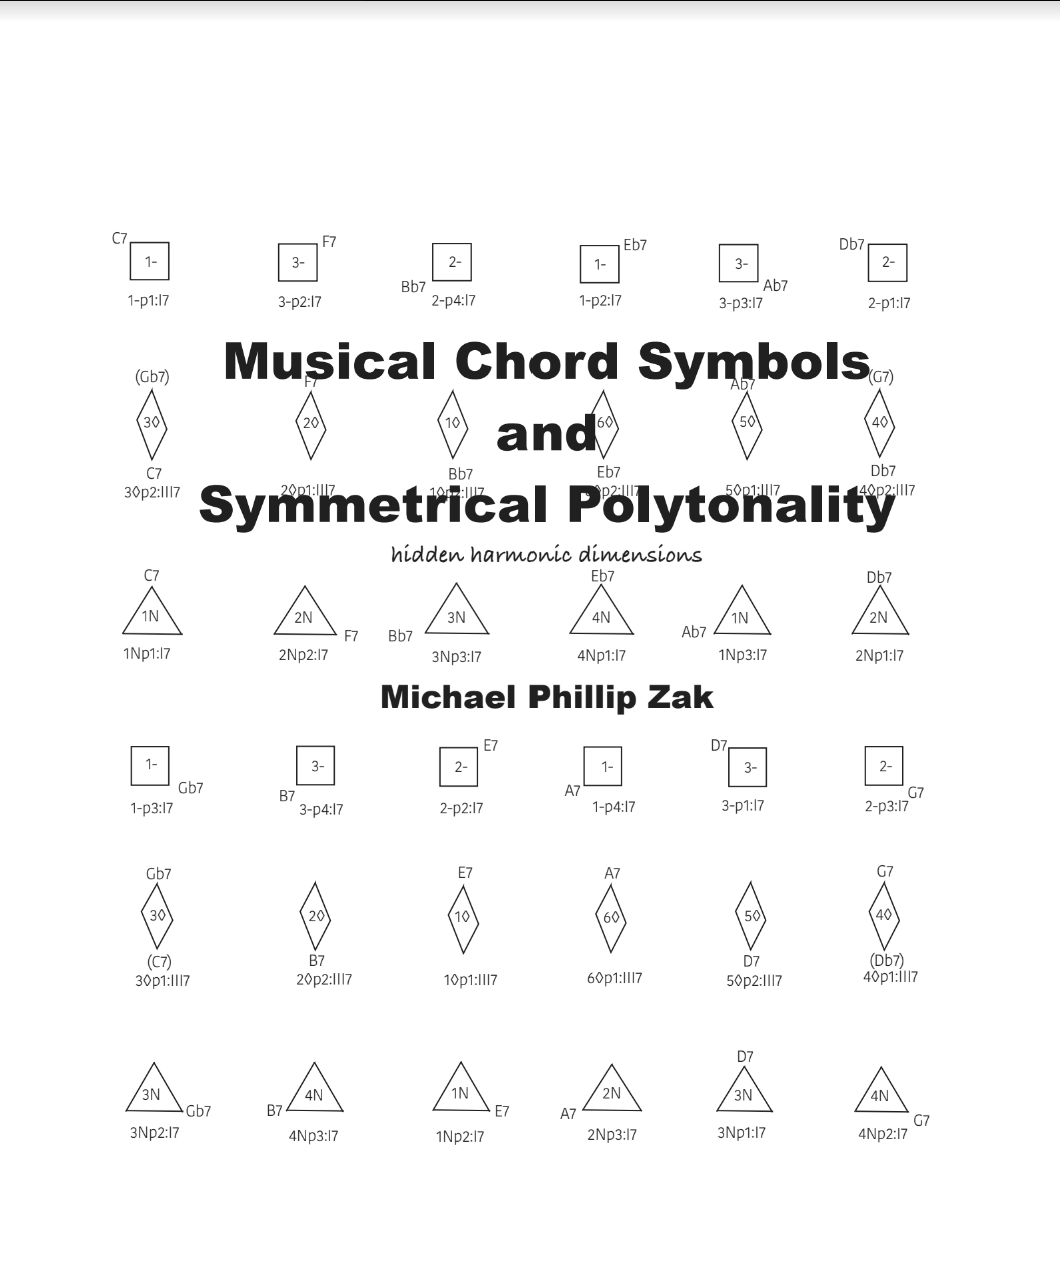 C7 F7 Eb7 Db7
1- 3- 2- 1- 3- 2-
Bb7 Ab7
1-p1:I7 3-p2:I7 2-p4:I7 1-p2:I7 3-p3:I7 2-p1:I7
Musical Chord Symbols
(Gb7) F7 Ab7 (G7)
3◊ 2◊ 1◊ 6◊ 5◊ 4◊
and
C7 Bb7 Eb7 Db7
3◊p2:III7 2◊p1:III7 1◊p2:III7 6◊p2:III7 5◊p1:III7 4◊p2:III7
Symmetrical Polytonality
hidden harmonic dimensions
C7 Eb7 Db7
1N 2N 3N 4N 1N 2N
F7 Bb7 Ab7
1Np1:I7 2Np2:I7 3Np3:I7 4Np1:I7 1Np3:I7 2Np1:I7
Michael Phillip Zak
E7 D7
1- 3- 2- 1- 3- 2-
Gb7 B7 A7 G7
1-p3:I7 3-p4:I7 2-p2:I7 1-p4:I7 3-p1:I7 2-p3:I7
Gb7 E7 A7 G7
3◊ 2◊ 1◊ 6◊ 5◊ 4◊
(C7) B7 D7 (Db7)
3◊p1:III7 2◊p2:III7 1◊p1:III7 6◊p1:III7 5◊p2:III7 4◊p1:III7
D7
3N 4N 1N 2N 3N 4N
Gb7 B7 E7 A7 G7
3Np2:I7 4Np3:I7 1Np2:I7 2Np3:I7 3Np1:I7 4Np2:I7